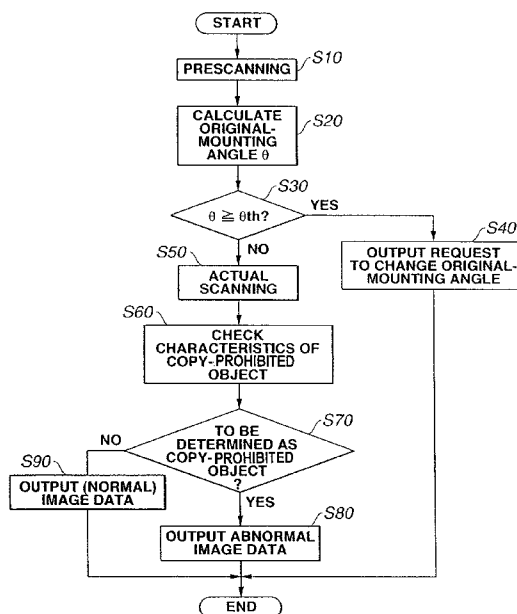 START
S10
PRESCANNING
S20
CALCULATE
ORIGINAL-
MOUNTING
ANGLE θ
S30
θ ≧ θth?
YES
NO
S40
OUTPUT REQUEST
TO CHANGE ORIGINAL-
MOUNTING ANGLE
S50
ACTUAL
SCANNING
S60
CHECK
CHARACTERISTICS OF
COPY-PROHIBITED
OBJECT
S70
TO BE
DETERMINED AS
COPY-PROHIBITED
OBJECT
?
NO
YES
S90
OUTPUT (NORMAL)
IMAGE DATA
S80
OUTPUT ABNORMAL
IMAGE DATA
END